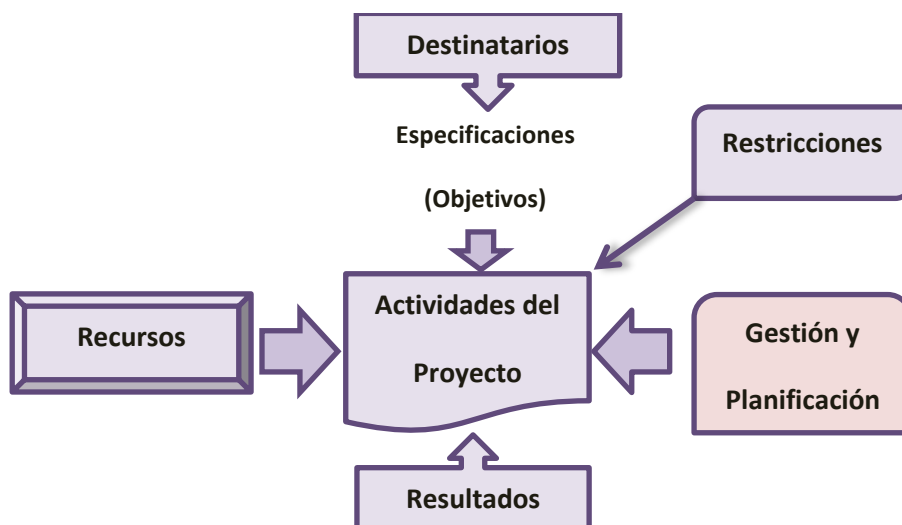 Destinatarios
Especificaciones
(Objetivos)
Restricciones
Recursos
Actividades del
Proyecto
Gestión y
Planificación
Resultados